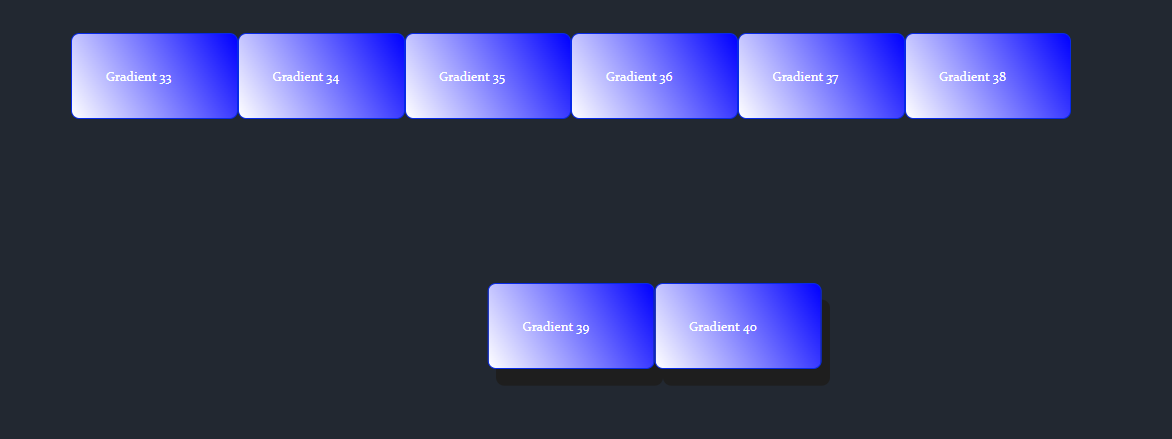 Gradient 33
Gradient 34
Gradient 35
Gradient 36
Gradient 37
Gradient 38
Gradient 39
Gradient 40